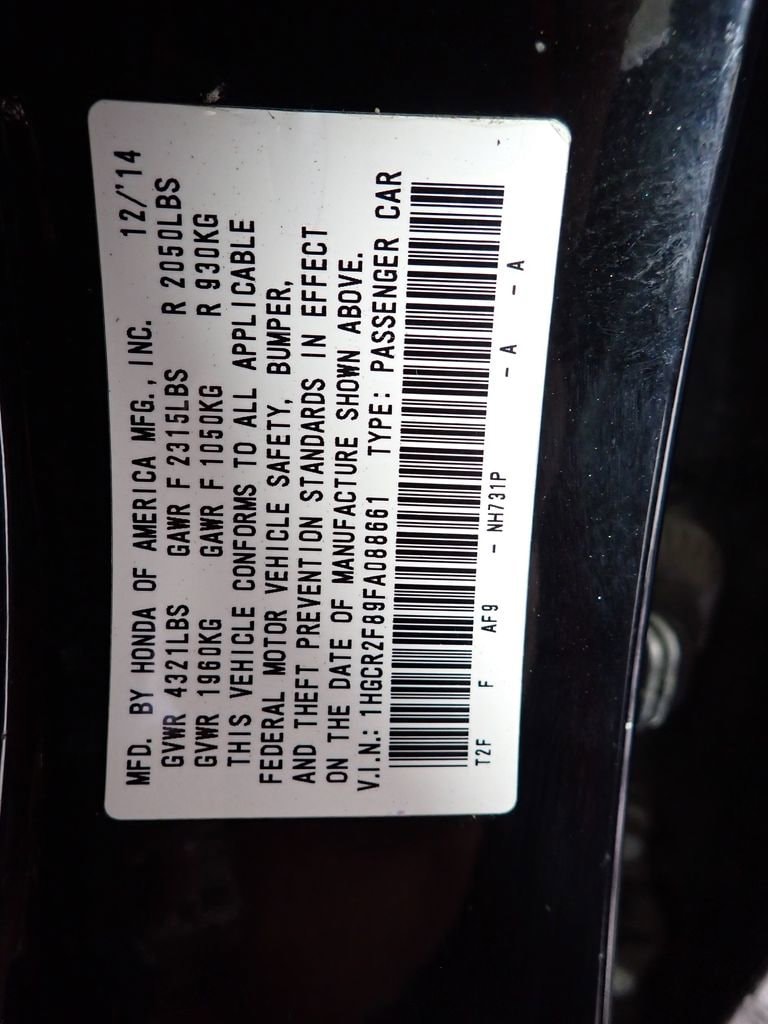 MFD. BY HONDA OF AMERICA MFG., INC. 12/'14
GVWR 4321LBS GAWR F 2315LBS R 2050LBS
GVWR 1960KG GAWR F 1050KG R 930KG
THIS VEHICLE CONFORMS TO ALL APPLICABLE
FEDERAL MOTOR VEHICLE SAFETY, BUMPER,
AND THEFT PREVENTION STANDARDS IN EFFECT
ON THE DATE OF MANUFACTURE SHOWN ABOVE.
V.I.N.: 1HGCR2F89FA088661 TYPE: PASSENGER CAR
T2F F AF9 - NH731P - A - A